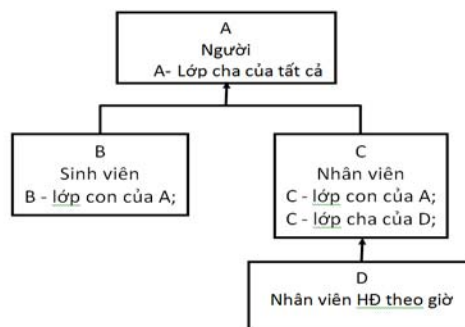 A
Người
A- Lớp cha của tất cả
B
Sinh viên
B - lớp con của A;
C
Nhân viên
C - lớp con của A;
C - lớp cha của D;
D
Nhân viên HĐ theo giờ